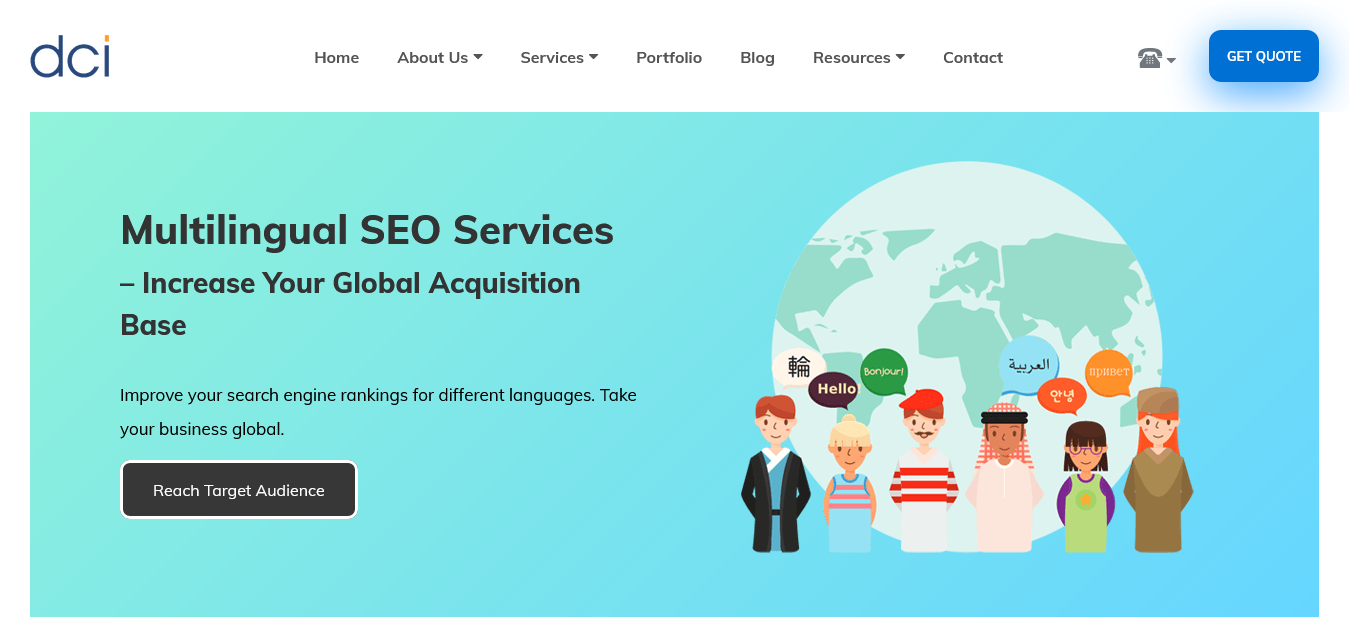 dci
Home About Us Services Portfolio Blog Resources Contact GET QUOTE
Multilingual SEO Services
– Increase Your Global Acquisition
Base
Improve your search engine rankings for different languages. Take
your business global.
Reach Target Audience
輪
Hello
Bonjour!
العربية
안녕
привет